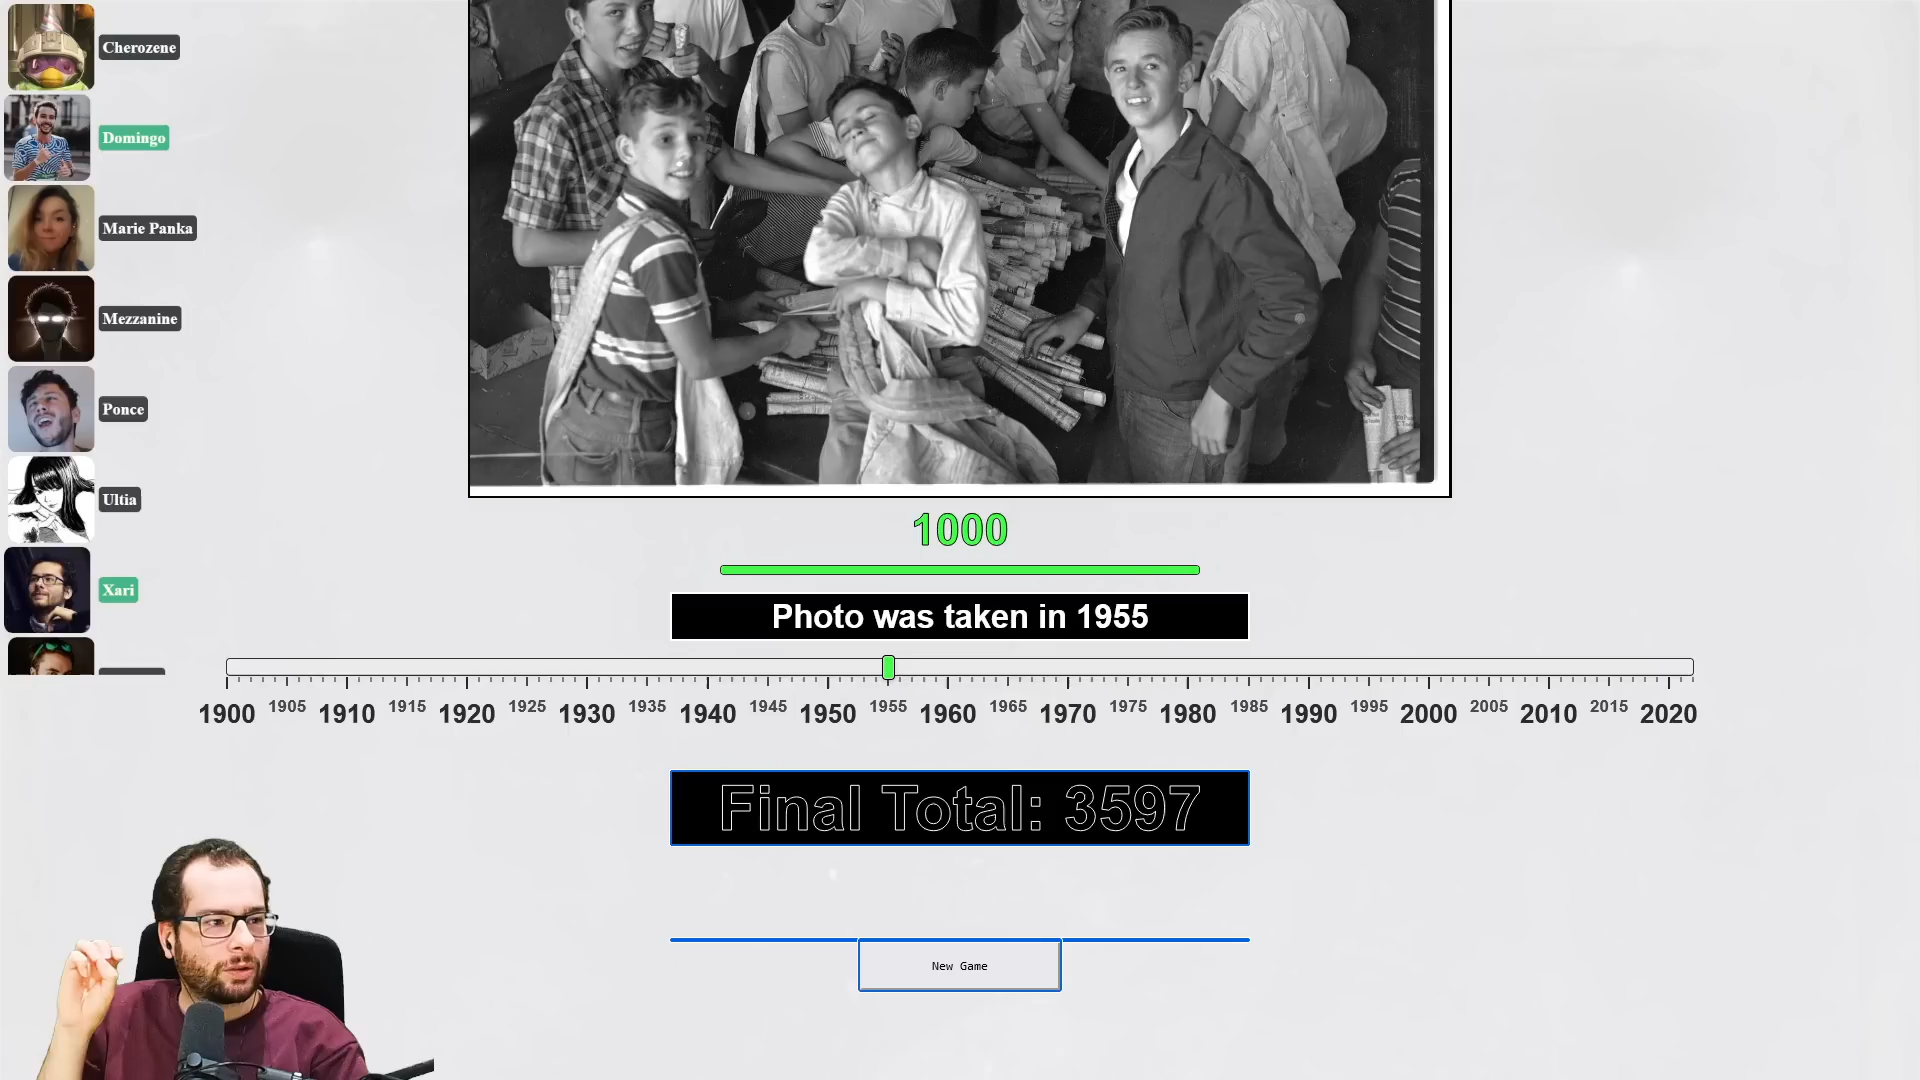 Cherozene
Domingo
Marie Panka
Mezzanine
Ponce
Ultia
Xari
1000
Photo was taken in 1955
1900 1905 1910 1915 1920 1925 1930 1935 1940 1945 1950 1955 1960 1965 1970 1975 1980 1985 1990 1995 2000 2005 2010 2015 2020
Final Total: 3597
New Game